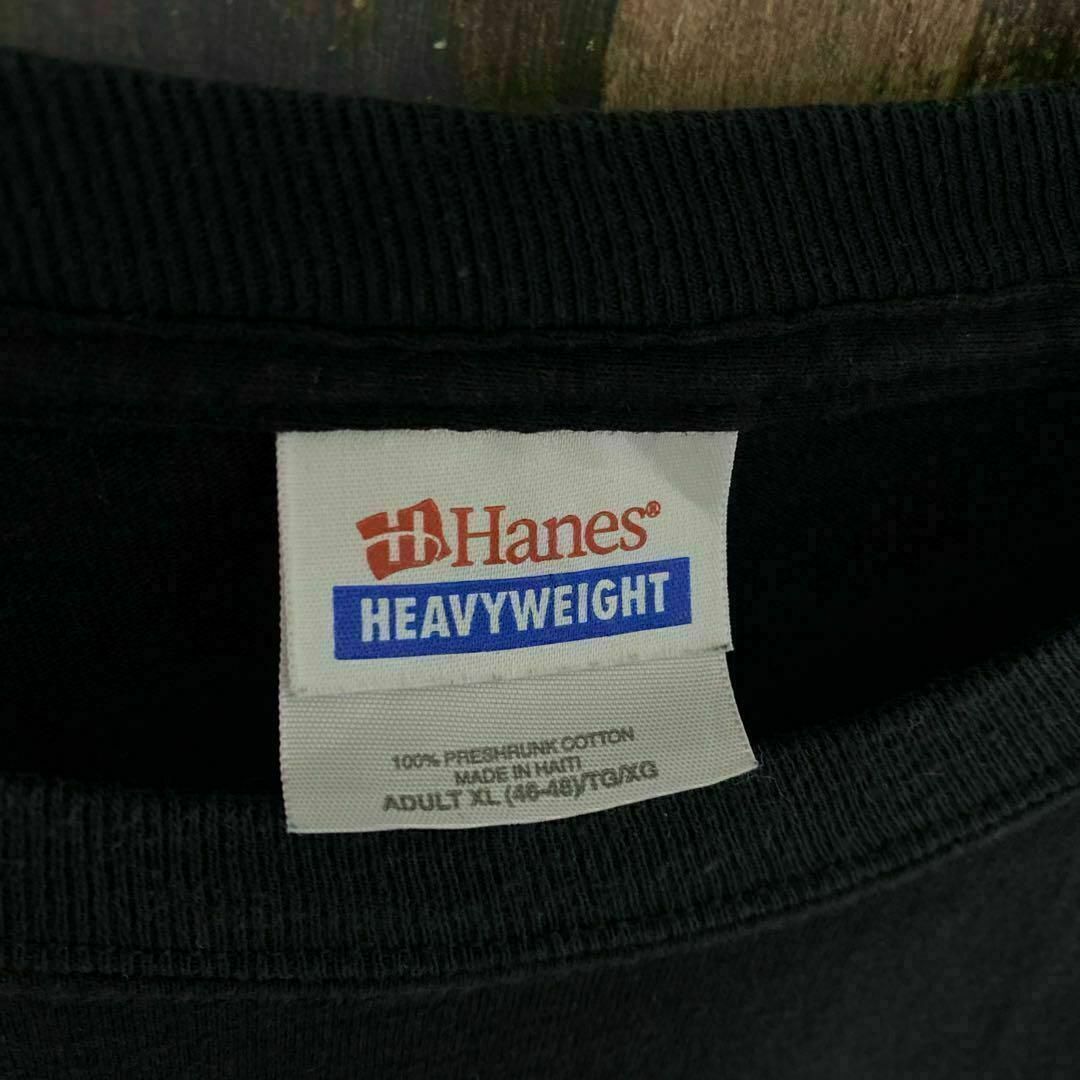 H Hanes®
HEAVYWEIGHT
100% PRESHRUNK COTTON
MADE IN HAITI
ADULT XL (46-48)/TG/XG